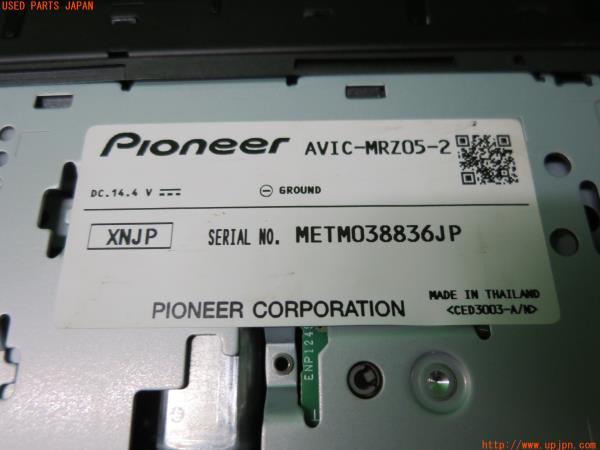 USED PARTS JAPAN
Pioneer AVIC-MRZ05-2
DC.14.4 V
GROUND
XNJP SERIAL NO. METM038836JP
PIONEER CORPORATION
MADE IN THAILAND
<CED3003-A/N>
http://www.upjpn.com/